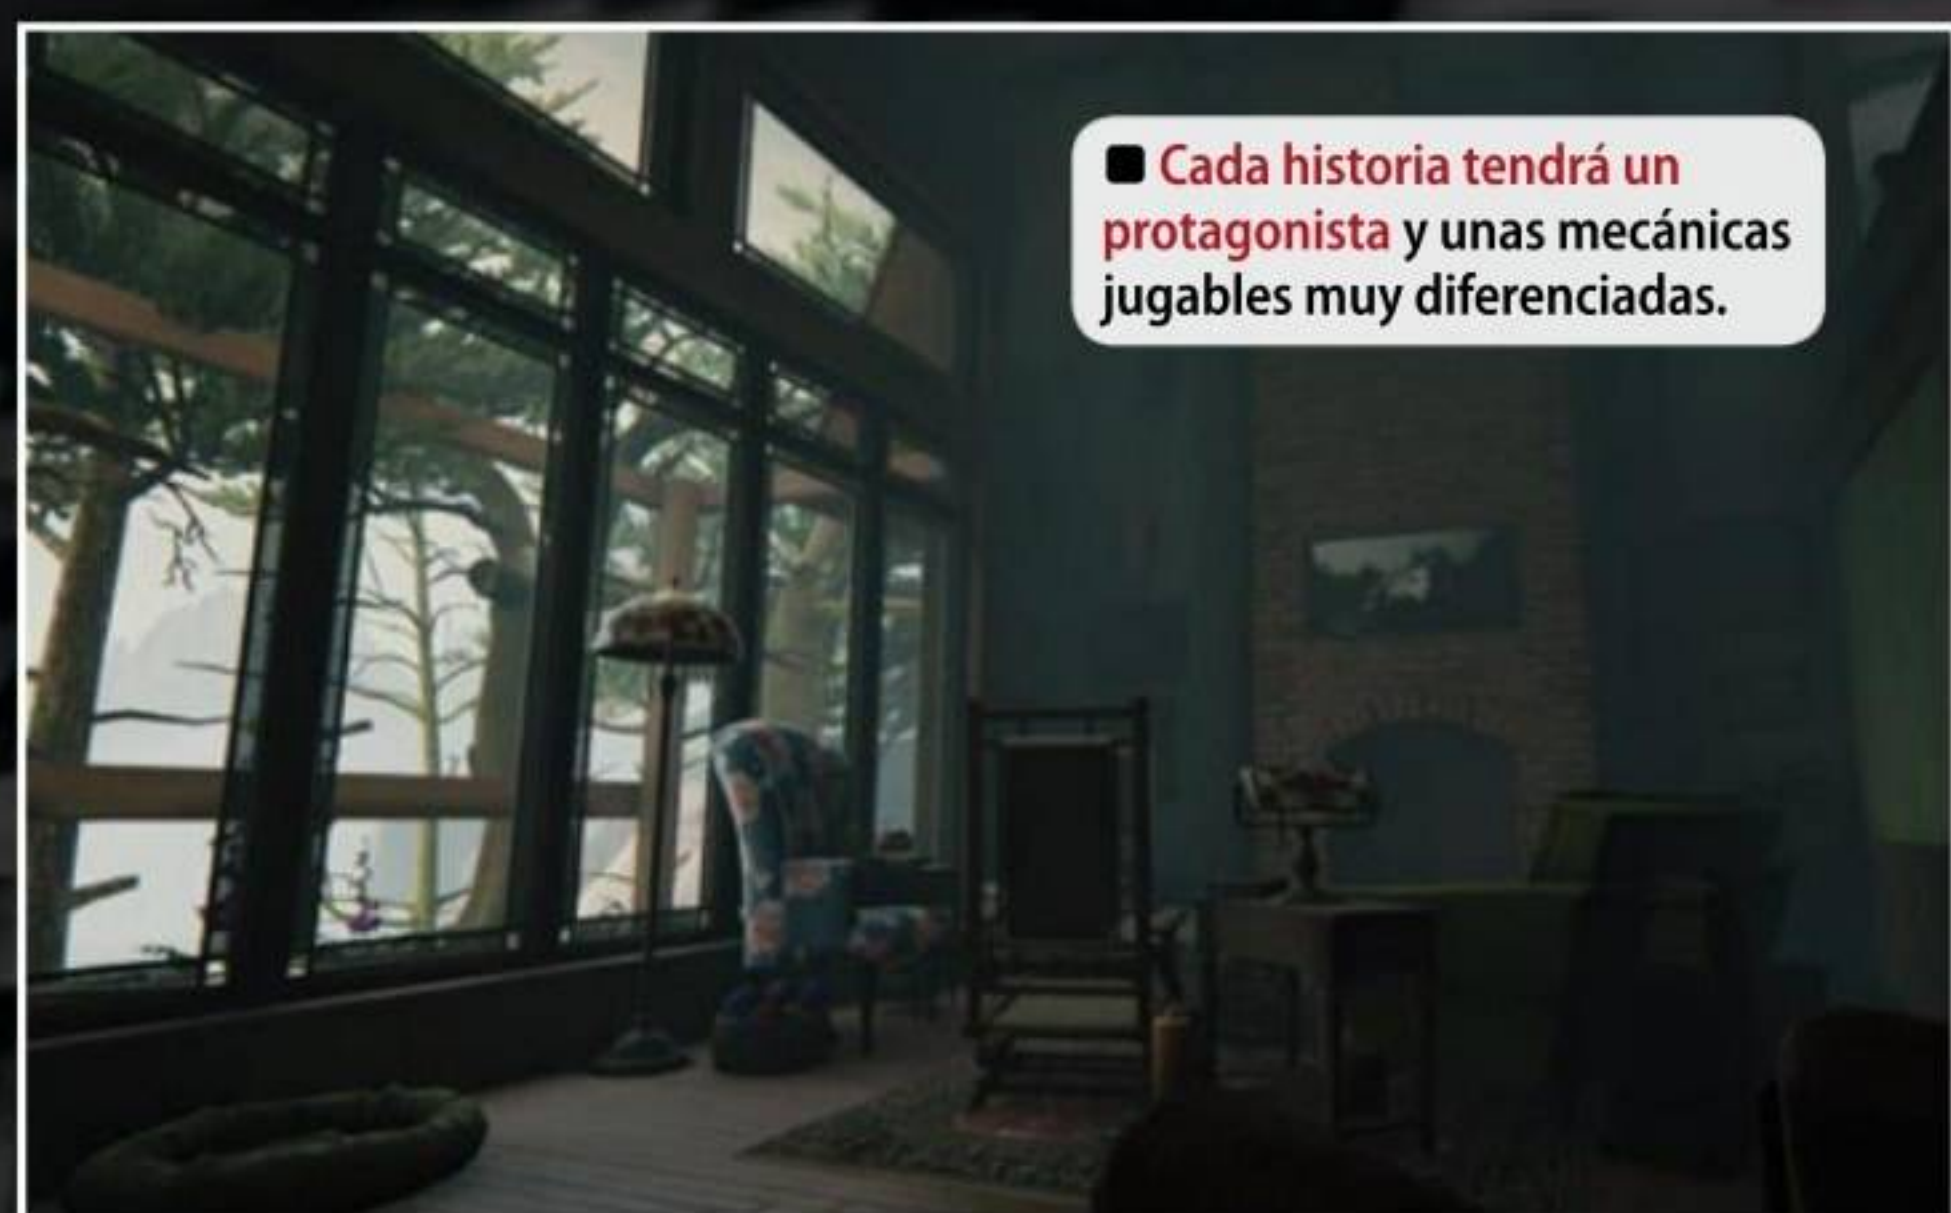 ■ Cada historia tendrá un
protagonista y unas mecánicas
jugables muy diferenciadas.